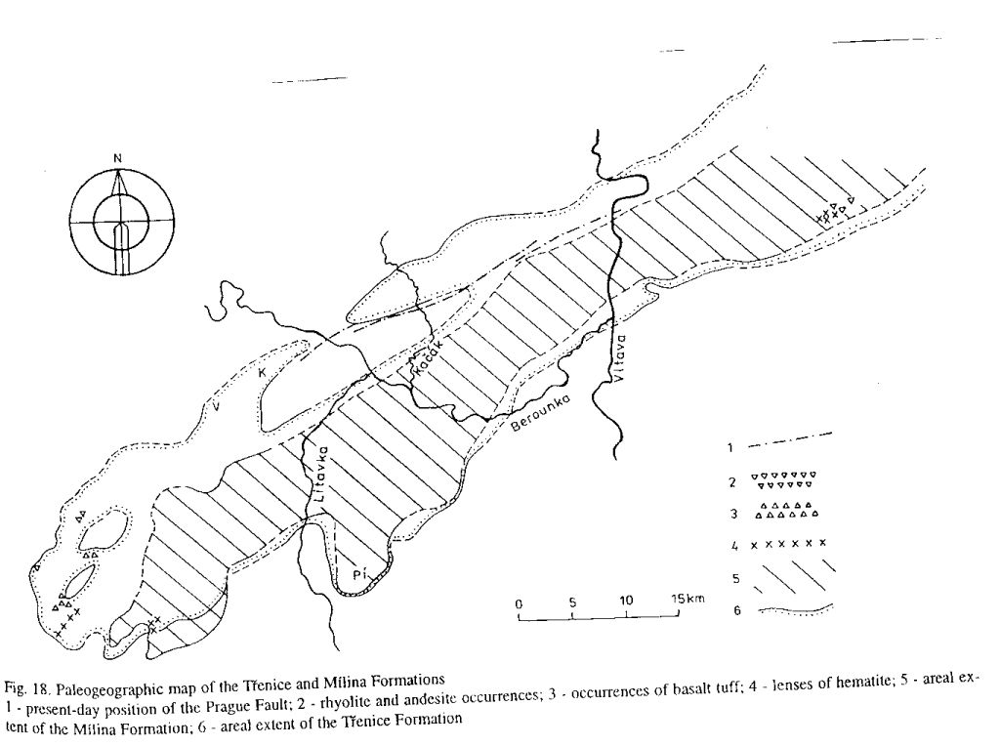 N
Kačák
K
V
Vltava
Berounka
Litavka
Pí
1
2
3
4
5
6
0 5 10 15km
Fig. 18. Paleogeographic map of the Třenice and Mílina Formations
1 - present-day position of the Prague Fault; 2 - rhyolite and andesite occurrences; 3 - occurrences of basalt tuff; 4 - lenses of hematite; 5 - areal ex-
tent of the Mílina Formation; 6 - areal extent of the Třenice Formation